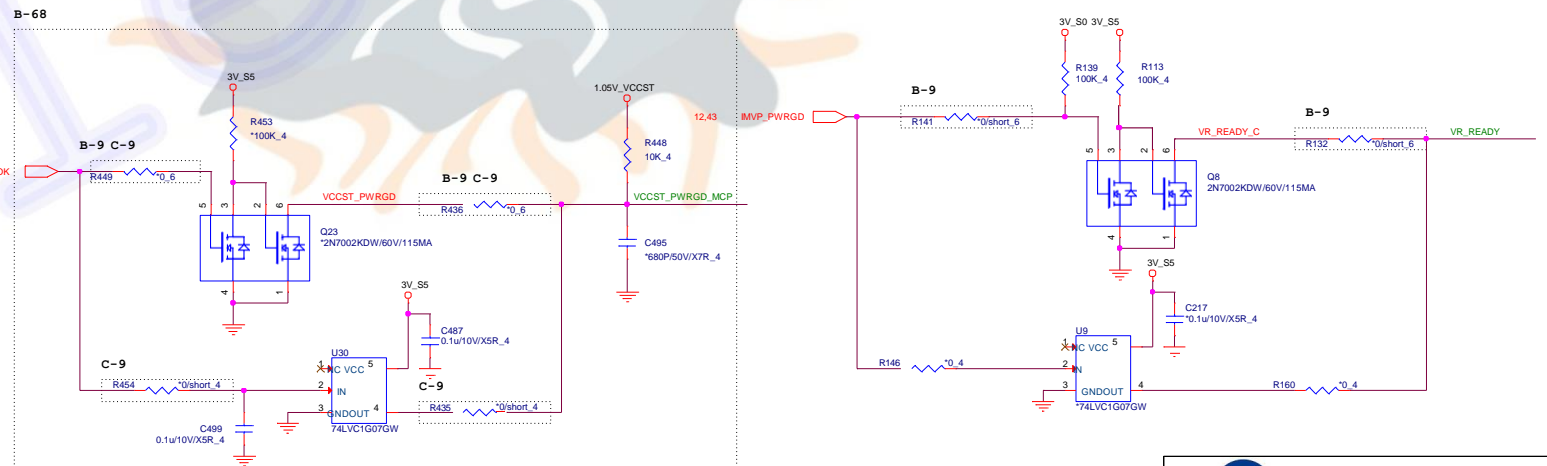 B-68
3V_S5
R453
*100K_4
B-9 C-9
OK
R449
*0_6
5
3
2
6
VCCST_PWRGD
Q23
*2N7002KDW/60V/115MA
4
1
B-9 C-9
R436
*0_6
1.05V_VCCST
R448
10K_4
VCCST_PWRGD_MCP
C495
*680P/50V/X7R_4
3V_S5
C487
0.1u/10V/X5R_4
C-9
R454
*0/short_4
C499
0.1u/10V/X5R_4
U30
1
NC VCC
5
2
IN
3
GNDOUT
4
74LVC1G07GW
C-9
R435
*0/short_4
3V_S0 3V_S5
R139
100K_4
R113
100K_4
12,43
IMVP_PWRGD
B-9
R141
*0/short_6
5
3
2
6
VR_READY_C
Q8
2N7002KDW/60V/115MA
4
1
B-9
R132
*0/short_6
VR_READY
3V_S5
C217
*0.1u/10V/X5R_4
R146
*0_4
U9
1
NC VCC
5
2
IN
3
GNDOUT
4
*74LVC1G07GW
R160
*0_4